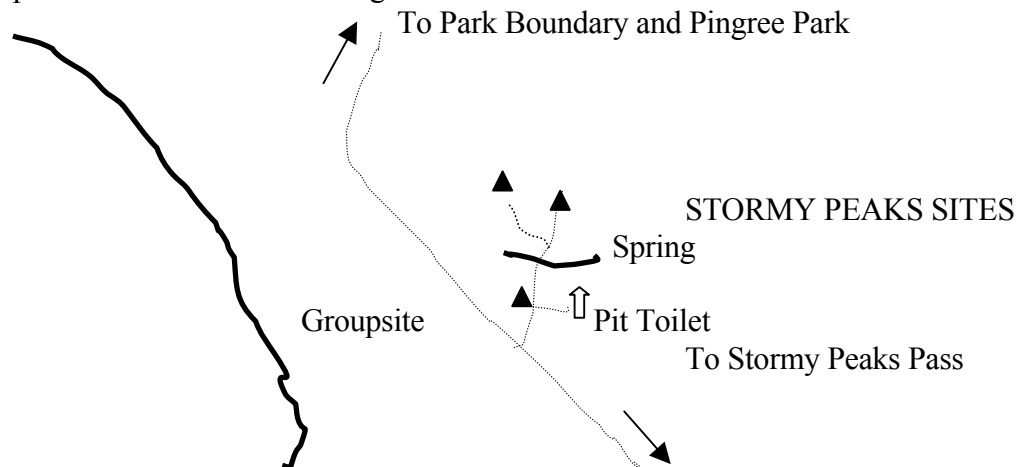 To Park Boundary and Pingree Park
STORMY PEAKS SITES
Spring
Groupsite
Pit Toilet
To Stormy Peaks Pass